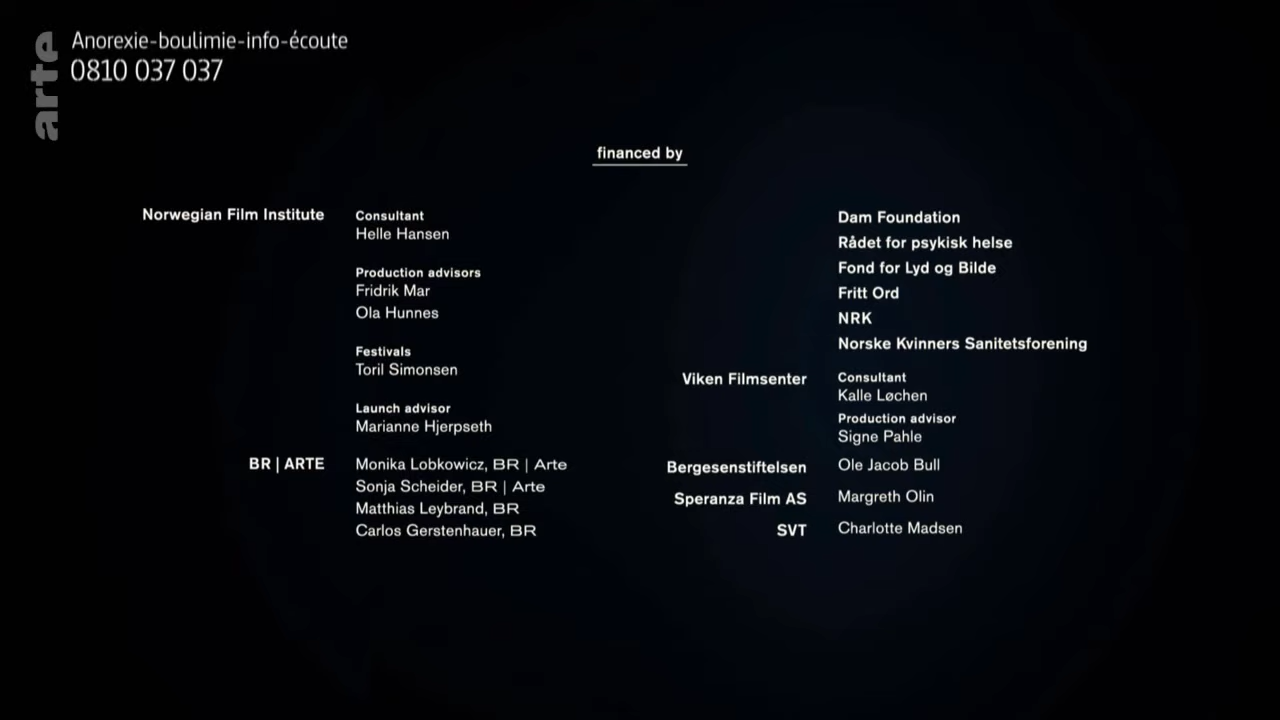 Anorexie-boulimie-info-écoute
0810 037 037
arte
financed by
Norwegian Film Institute
Consultant
Helle Hansen
Production advisors
Fridrik Mar
Ola Hunnes
Festivals
Toril Simonsen
Launch advisor
Marianne Hjerpseth
BR | ARTE
Monika Lobkowicz, BR | Arte
Sonja Scheider, BR | Arte
Matthias Leybrand, BR
Carlos Gerstenhauer, BR
Dam Foundation
Rådet for psykisk helse
Fond for Lyd og Bilde
Fritt Ord
NRK
Norske Kvinners Sanitetsforening
Viken Filmsenter
Consultant
Kalle Løchen
Production advisor
Signe Pahle
Bergesenstiftelsen
Ole Jacob Bull
Speranza Film AS
Margreth Olin
SVT
Charlotte Madsen